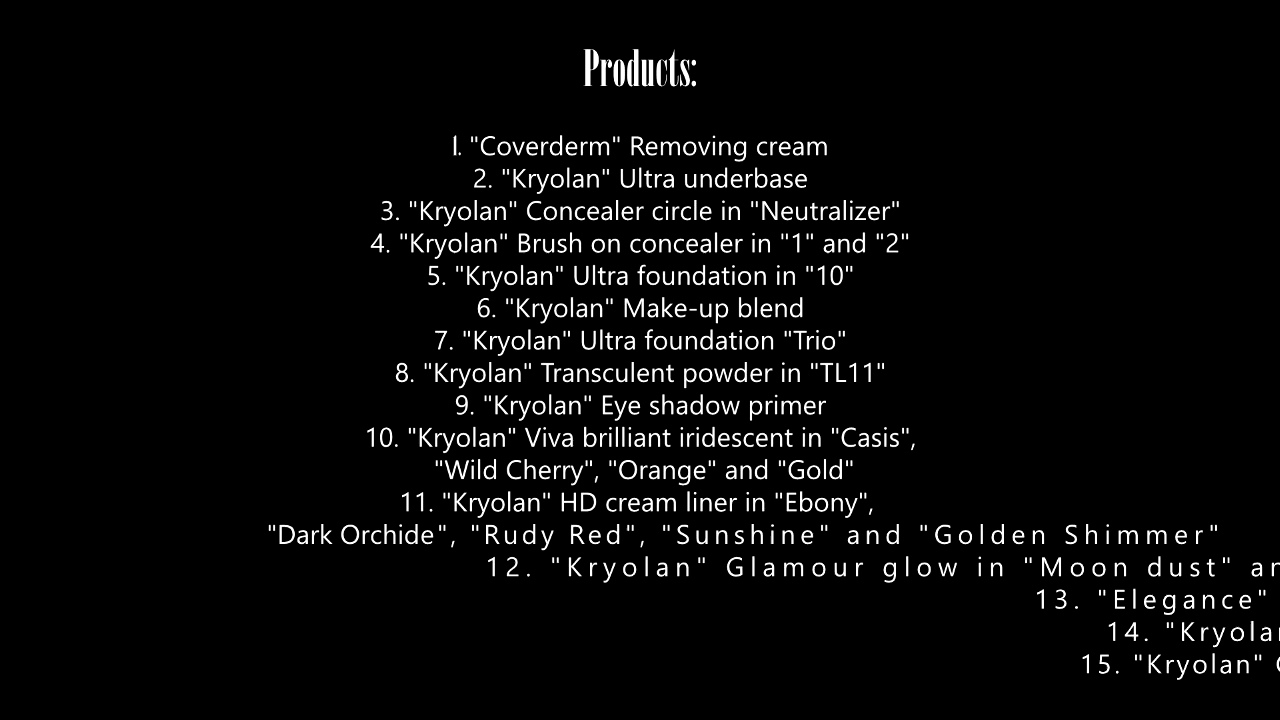 Products:
1. "Coverderm" Removing cream
2. "Kryolan" Ultra underbase
3. "Kryolan" Concealer circle in "Neutralizer"
4. "Kryolan" Brush on concealer in "1" and "2"
5. "Kryolan" Ultra foundation in "10"
6. "Kryolan" Make-up blend
7. "Kryolan" Ultra foundation "Trio"
8. "Kryolan" Transculent powder in "TL11"
9. "Kryolan" Eye shadow primer
10. "Kryolan" Viva brilliant iridescent in "Casis",
"Wild Cherry", "Orange" and "Gold"
11. "Kryolan" HD cream liner in "Ebony",
"Dark Orchide", "Rudy Red", "Sunshine" and "Golden Shimmer"
12. "Kryolan" Glamour glow in "Moon dust"
13. "Elegance"
14.
15. "Kryolan"